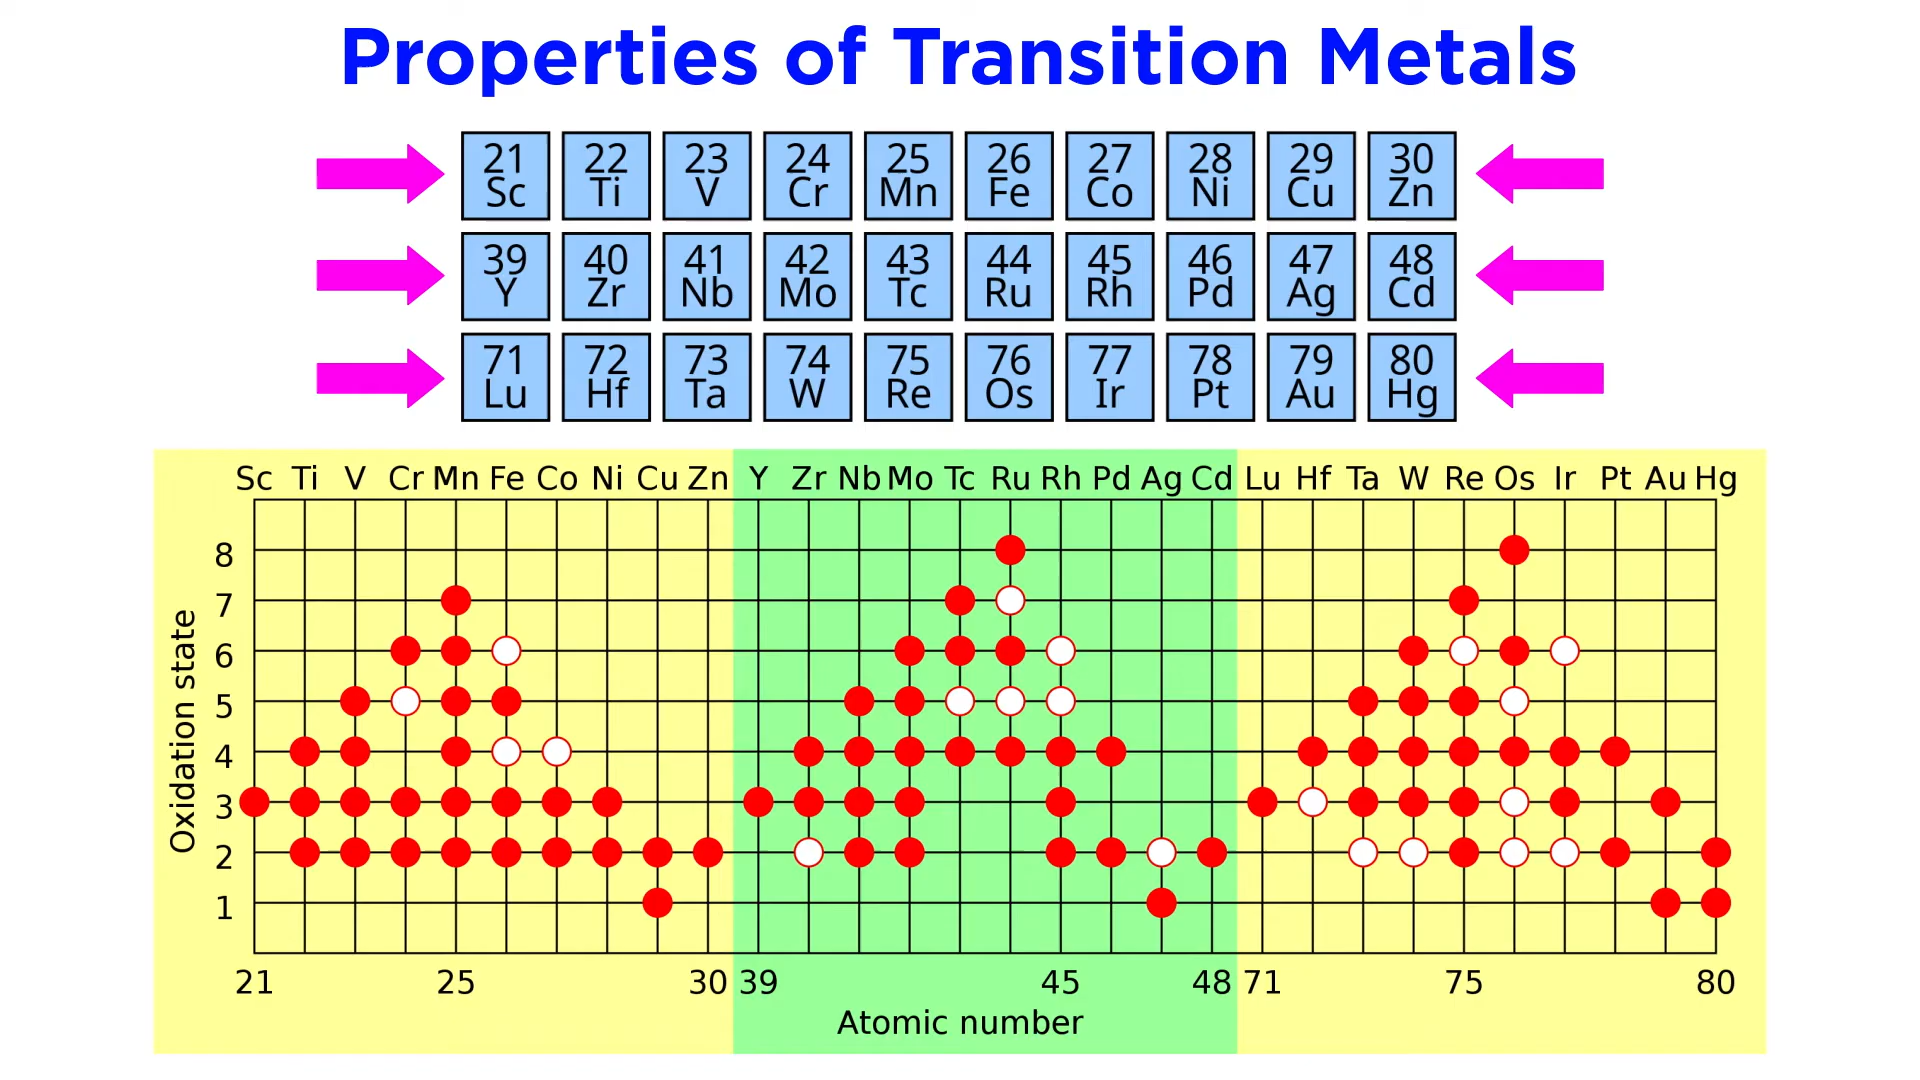 Properties of Transition Metals
21 22 23 24 25 26 27 28 29 30
Sc Ti V Cr Mn Fe Co Ni Cu Zn
39 40 41 42 43 44 45 46 47 48
Y Zr Nb Mo Tc Ru Rh Pd Ag Cd
71 72 73 74 75 76 77 78 79 80
Lu Hf Ta W Re Os Ir Pt Au Hg
Sc Ti V Cr Mn Fe Co Ni Cu Zn Y Zr Nb Mo Tc Ru Rh Pd Ag Cd Lu Hf Ta W Re Os Ir Pt Au Hg
8
7
6
5
4
3
2
1
Oxidation state
21 25 30 39 45 48 71 75 80
Atomic number